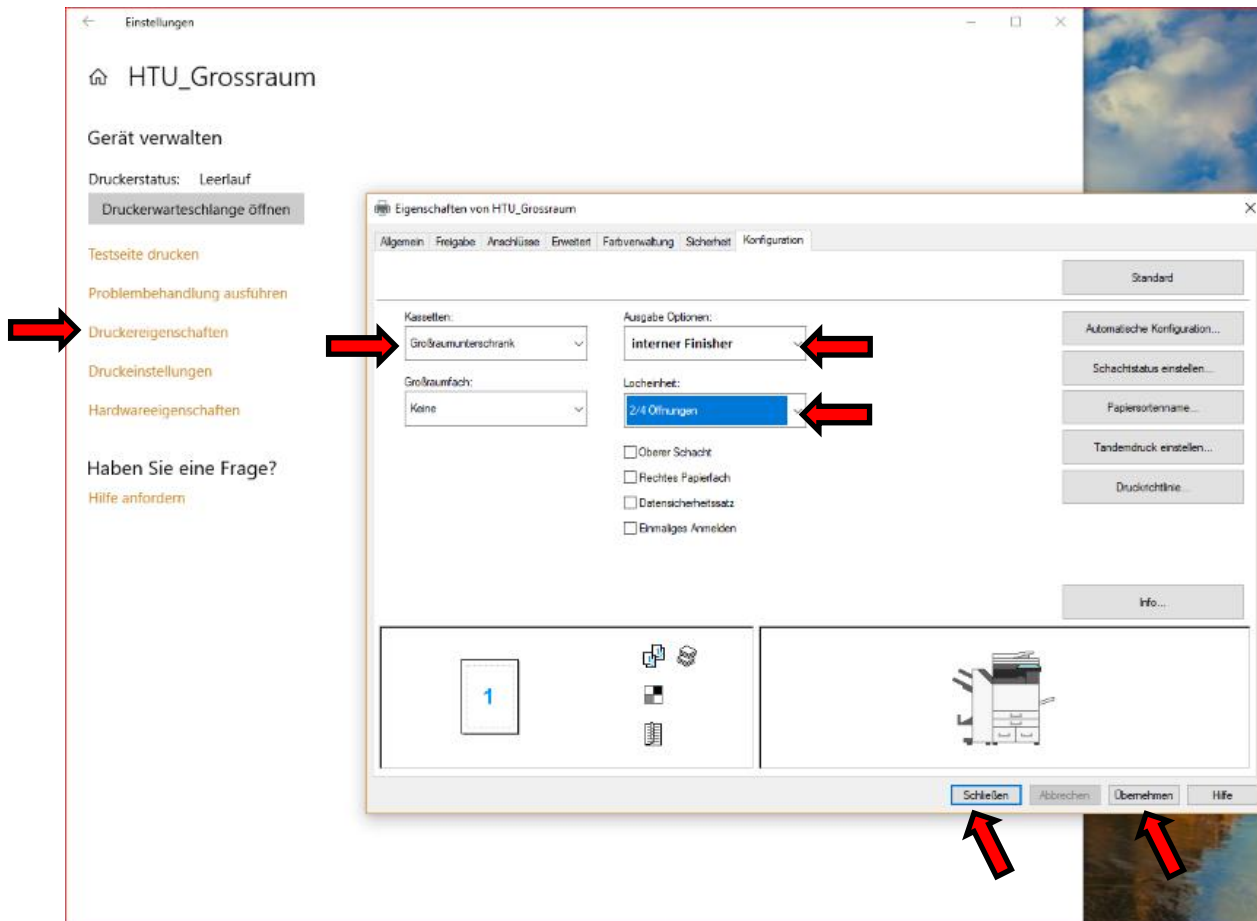 Einstellungen
HTU_Grossraum
Gerät verwalten
Druckerstatus: Leerlauf
Druckerwarteschlange öffnen
Testseite drucken
Problembehandlung ausführen
Druckereigenschaften
Druckeinstellungen
Hardwareeigenschaften
Haben Sie eine Frage?
Hilfe anfordern
Eigenschaften von HTU_Grossraum
Allgemein Freigabe Anschlüsse Erweitert Farbverwaltung Sicherheit Konfiguration
Standard
Kassetten:
Großraumunterschrank
Großraumfach:
Keine
Ausgabe Optionen:
interner Finisher
Locheinheit:
2/4 Öffnungen
Oberer Schacht
Rechtes Papierfach
Datensicherheitssatz
Einmaliges Anmelden
Automatische Konfiguration...
Schachtstatus einstellen...
Papiersortenname...
Tandemdruck einstellen...
Druckrichtlinie...
Info...
1
Schließen Abbrechen Übernehmen Hilfe